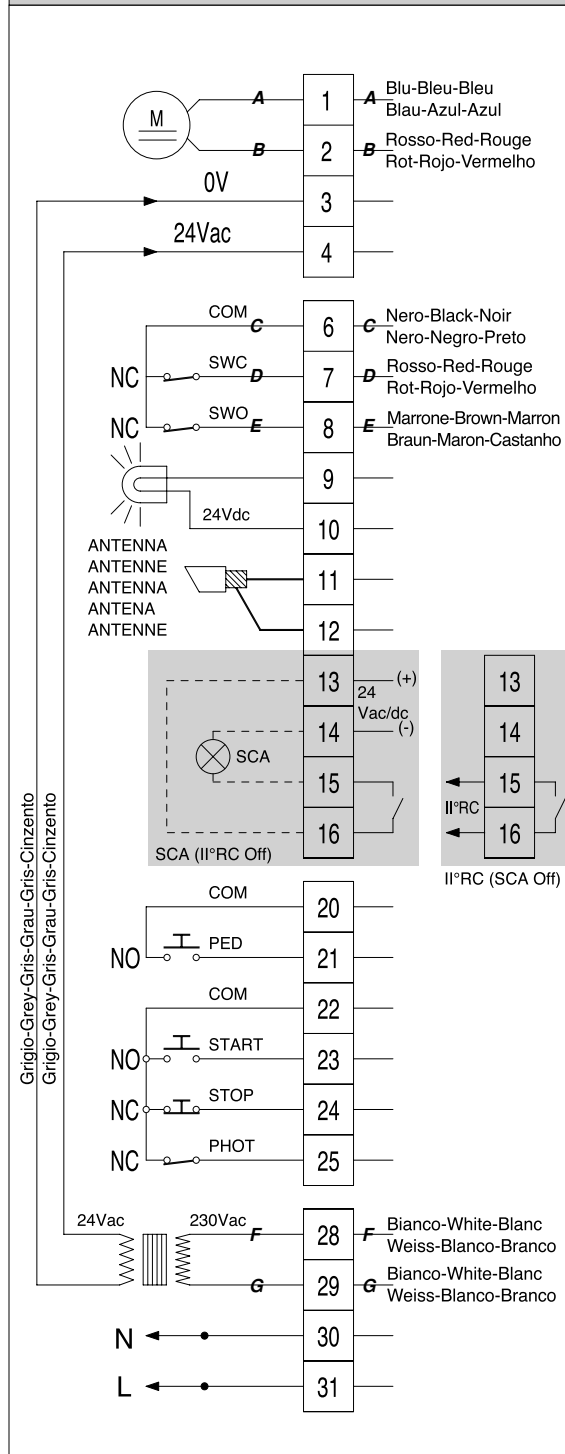 M
A 1 A Blu-Bleu-Bleu
Blau-Azul-Azul
B 2 B Rosso-Red-Rouge
Rot-Rojo-Vermelho
0V
3
24Vac
4
COM C 6 C Nero-Black-Noir
Nero-Negro-Preto
NC SWC D 7 D Rosso-Red-Rouge
Rot-Rojo-Vermelho
NC SWO E 8 E Marrone-Brown-Marron
Braun-Maron-Castanho
9
24Vdc 10
ANTENNA
ANTENNE
ANTENNA
ANTENA
ANTENNE
11
12
13 24 (+)
Vac/dc
14 (-)
SCA
15
16
SCA (II°RC Off)
13
14
15
II°RC
16
II°RC (SCA Off)
COM 20
NO PED 21
COM 22
NO START 23
NC STOP 24
NC PHOT 25
Grigio-Grey-Gris-Grau-Gris-Cinzento
Grigio-Grey-Gris-Grau-Gris-Cinzento
24Vac 230Vac F 28 F Bianco-White-Blanc
Weiss-Blanco-Branco
G 29 G Bianco-White-Blanc
Weiss-Blanco-Branco
N 30
L 31